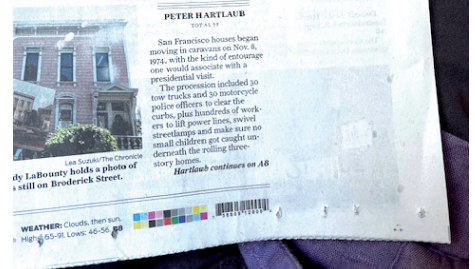 PETER HARTLAUB
TOTAL SF
San Francisco houses began
moving in caravans on Nov. 8,
1974, with the kind of entourage
one would associate with a
presidential visit.
The procession included 30
tow trucks and 30 motorcycle
police officers to clear the
curbs, plus hundreds of work-
ers to lift power lines, swivel
streetlamps and make sure no
small children got caught un-
derneath the rolling three-
story homes.
Hartlaub continues on A8
Lea Suzuki/The Chronicle
dy LaBounty holds a photo of
still on Broderick Street.
WEATHER: Clouds, then sun.
Highs 65-91. Lows: 46-56. B8